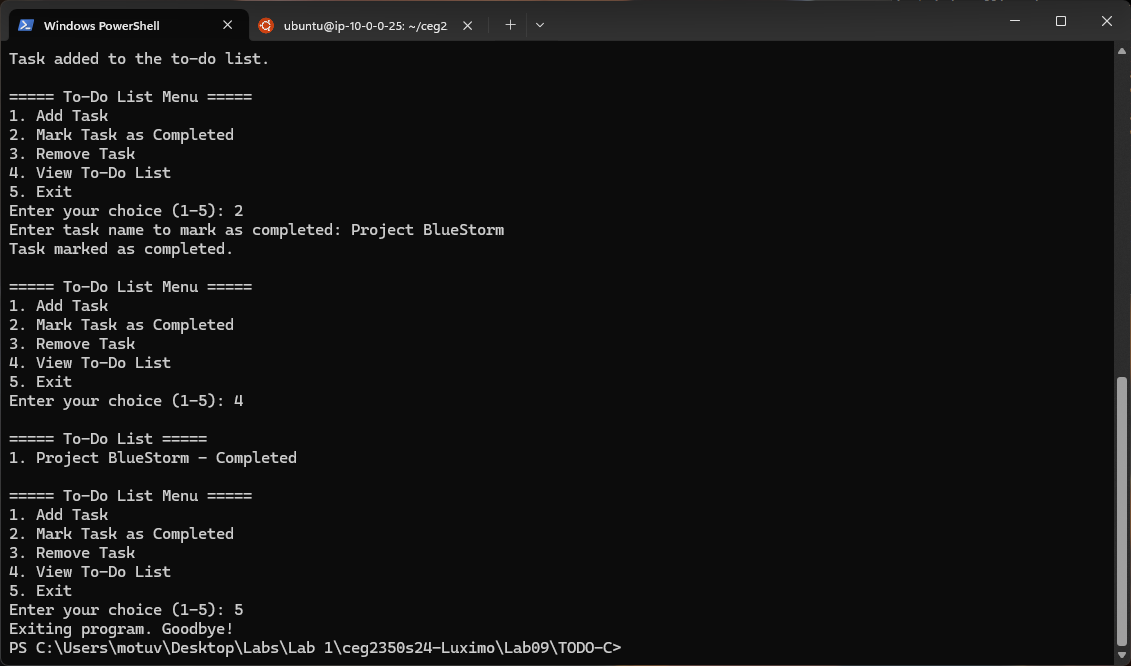 Windows PowerShell
ubuntu@ip-10-0-0-25: ~/ceg2
Task added to the to-do list.
===== To-Do List Menu =====
1. Add Task
2. Mark Task as Completed
3. Remove Task
4. View To-Do List
5. Exit
Enter your choice (1-5): 2
Enter task name to mark as completed: Project BlueStorm
Task marked as completed.
===== To-Do List Menu =====
1. Add Task
2. Mark Task as Completed
3. Remove Task
4. View To-Do List
5. Exit
Enter your choice (1-5): 4
===== To-Do List =====
1. Project BlueStorm - Completed
===== To-Do List Menu =====
1. Add Task
2. Mark Task as Completed
3. Remove Task
4. View To-Do List
5. Exit
Enter your choice (1-5): 5
Exiting program. Goodbye!
PS C:\Users\motuv\Desktop\Labs\Lab 1\ceg2350s24-Luximo\Lab09\TODO-C>